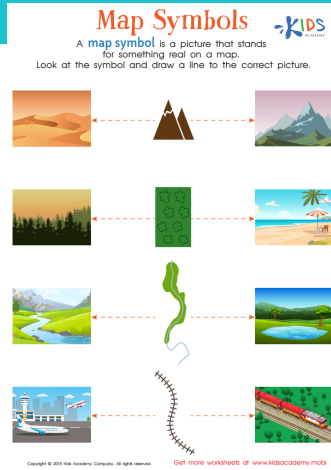 Map Symbols
KIDS
ACADEMY
A map symbol is a picture that stands
for something real on a map.
Look at the symbol and draw a line to the correct picture.
Copyright © 2015 Kids Academy Company. All rights reserved
Get more worksheets at www.kidsacademy.mobi